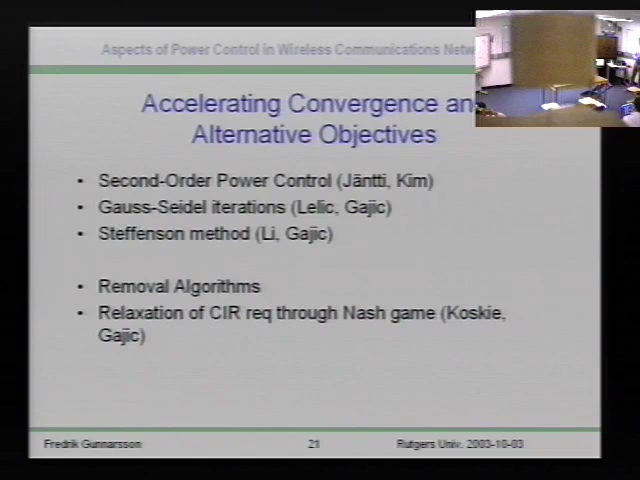 Aspects of Power Control in Wireless Communications Netw
Accelerating Convergence an
Alternative Objectives
• Second-Order Power Control (Jäntti, Kim)
• Gauss-Seidel iterations (Lelic, Gajic)
• Steffenson method (Li, Gajic)
• Removal Algorithms
• Relaxation of CIR req through Nash game (Koskie,
Gajic)
Fredrik Gunnarsson 21 Rutgers Univ. 2003-10-03